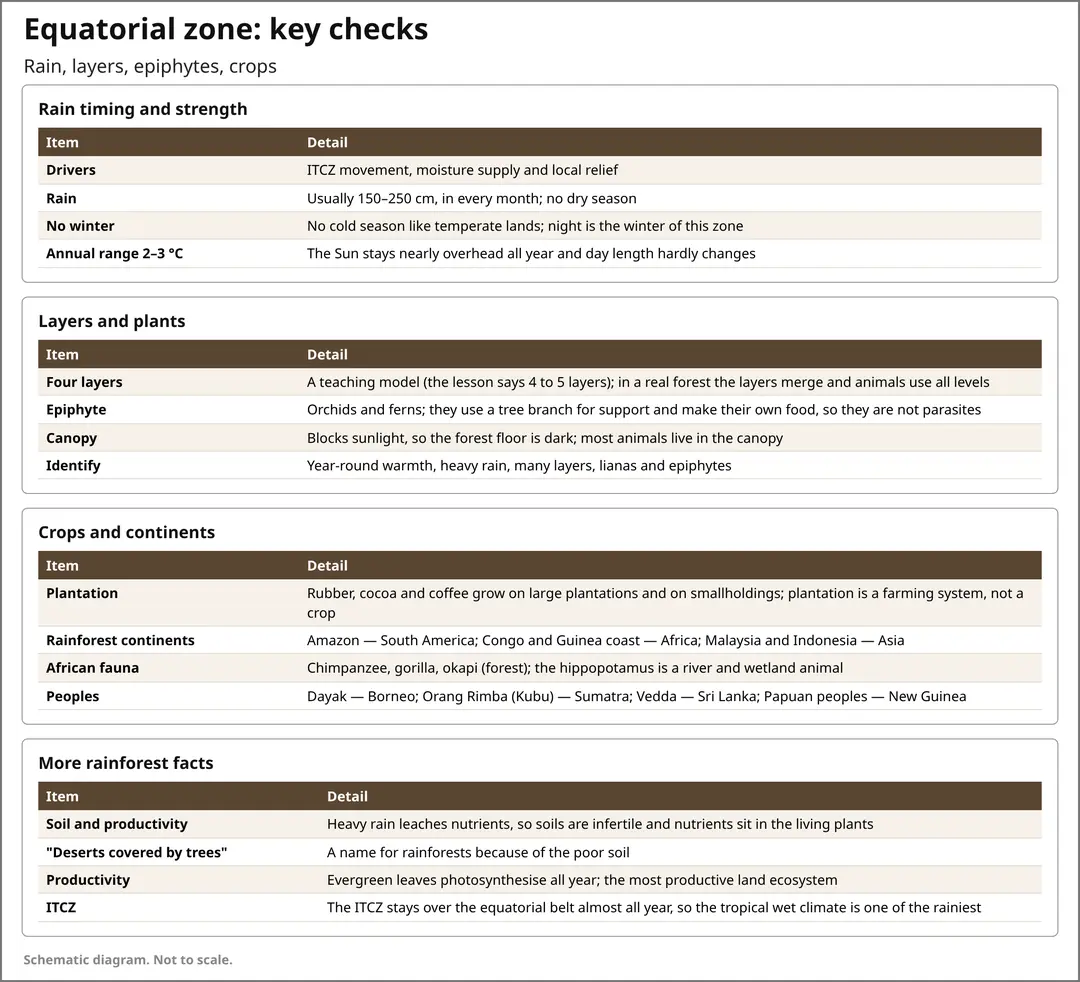 Equatorial zone: key checks
Rain, layers, epiphytes, crops
Rain timing and strength
Item Detail
Drivers ITCZ movement, moisture supply and local relief
Rain Usually 150–250 cm, in every month; no dry season
No winter No cold season like temperate lands; night is the winter of this zone
Annual range 2–3 °C The Sun stays nearly overhead all year and day length hardly changes
Layers and plants
Item Detail
Four layers A teaching model (the lesson says 4 to 5 layers); in a real forest the layers merge and animals use all levels
Epiphyte Orchids and ferns; they use a tree branch for support and make their own food, so they are not parasites
Canopy Blocks sunlight, so the forest floor is dark; most animals live in the canopy
Identify Year-round warmth, heavy rain, many layers, lianas and epiphytes
Crops and continents
Item Detail
Plantation Rubber, cocoa and coffee grow on large plantations and on smallholdings; plantation is a farming system, not a
crop
Rainforest continents Amazon — South America; Congo and Guinea coast — Africa; Malaysia and Indonesia — Asia
African fauna Chimpanzee, gorilla, okapi (forest); the hippopotamus is a river and wetland animal
Peoples Dayak — Borneo; Orang Rimba (Kubu) — Sumatra; Vedda — Sri Lanka; Papuan peoples — New Guinea
More rainforest facts
Item Detail
Soil and productivity Heavy rain leaches nutrients, so soils are infertile and nutrients sit in the living plants
"Deserts covered by trees" A name for rainforests because of the poor soil
Productivity Evergreen leaves photosynthesise all year; the most productive land ecosystem
ITCZ The ITCZ stays over the equatorial belt almost all year, so the tropical wet climate is one of the rainiest
Schematic diagram. Not to scale.